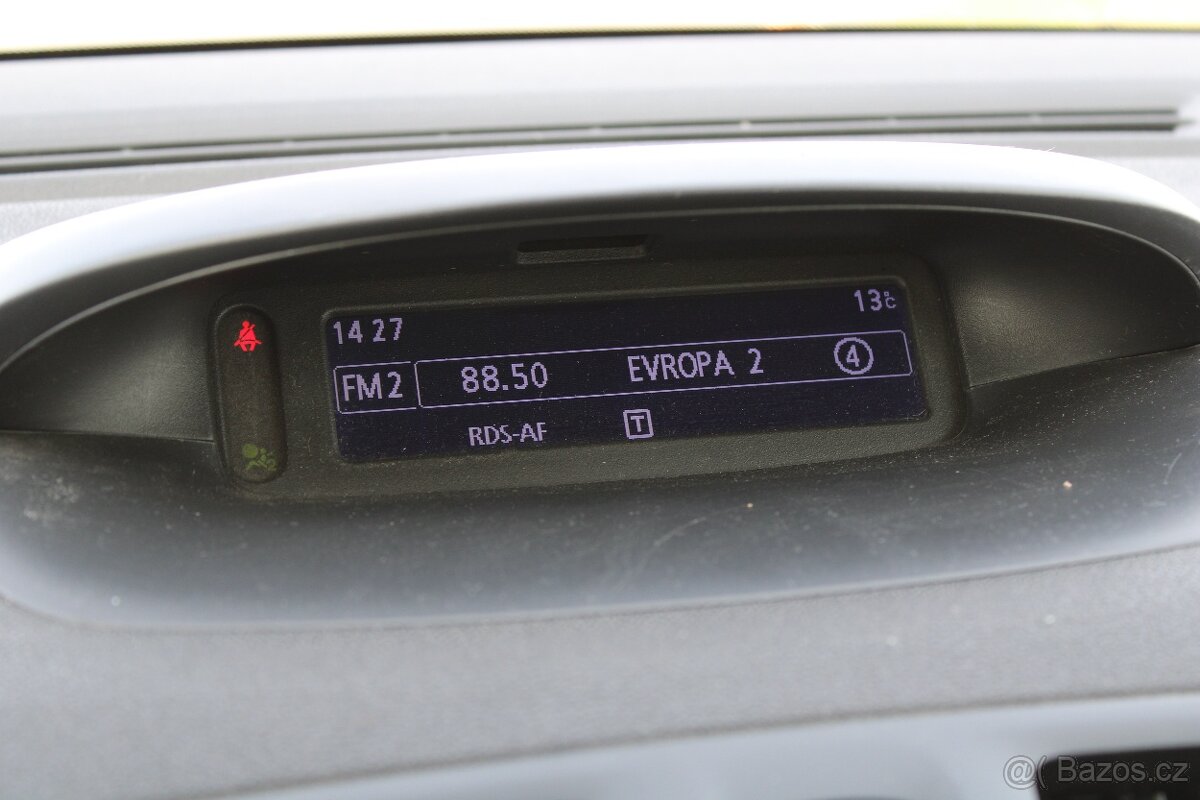 14 27 13°C
FM2 88.50 EVROPA 2 4
RDS-AF T
@( Bazos.cz